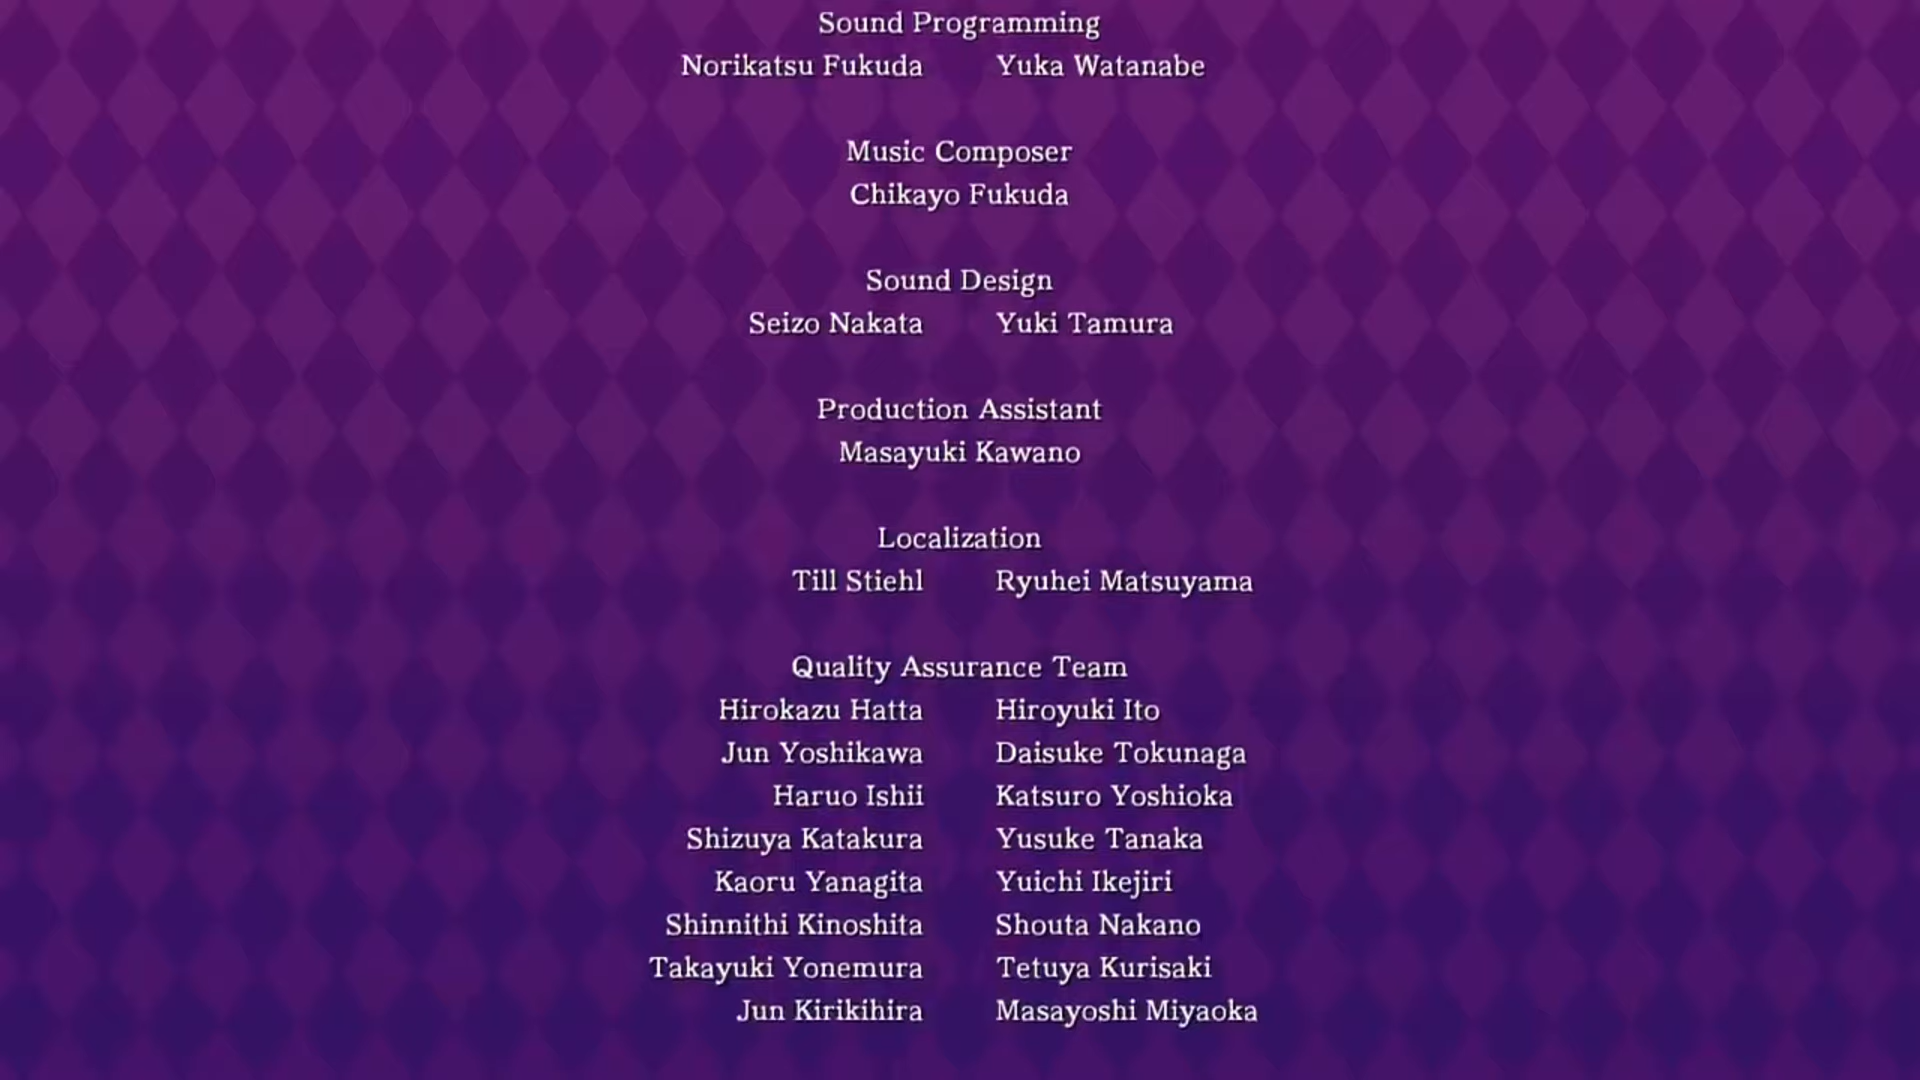 Sound Programming
Norikatsu Fukuda Yuka Watanabe
Music Composer
Chikayo Fukuda
Sound Design
Seizo Nakata Yuki Tamura
Production Assistant
Masayuki Kawano
Localization
Till Stiehl Ryuhei Matsuyama
Quality Assurance Team
Hirokazu Hatta Hiroyuki Ito
Jun Yoshikawa Daisuke Tokunaga
Haruo Ishii Katsuro Yoshioka
Shizuya Katakura Yusuke Tanaka
Kaoru Yanagita Yuichi Ikejiri
Shinnithi Kinoshita Shouta Nakano
Takayuki Yonemura Tetuya Kurisaki
Jun Kirikihira Masayoshi Miyaoka